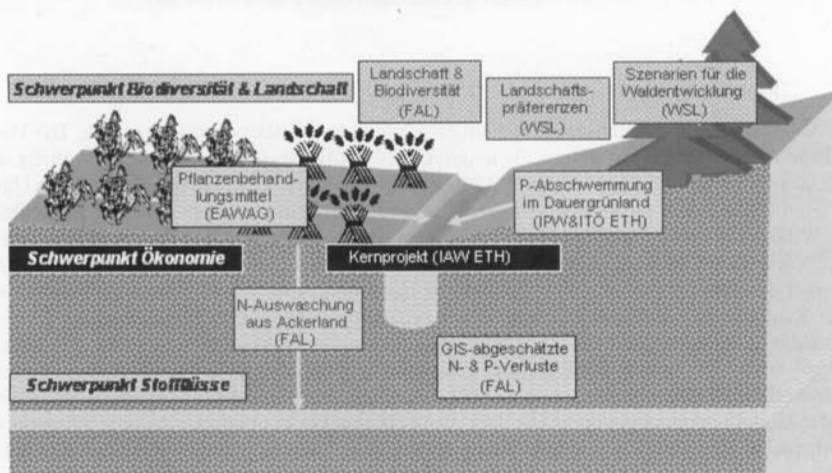 Schwerpunkt Biodiversität & Landschaft
Landschaft &
Biodiversität
(FAL)
Landschafts-
präferenzen
(WSL)
Szenarien für die
Waldentwicklung
(WSL)
Pflanzenbehand-
lungsmittel
(EAWAG)
P-Abschwemmung
im Dauergrünland
(IPW&ITÖ ETH)
Schwerpunkt Ökonomie
Kernprojekt (IAW ETH)
N-Auswaschung
aus Ackerland
(FAL)
GIS-abgeschätzte
N- & P-Verluste
(FAL)
Schwerpunkt Stoffflüsse